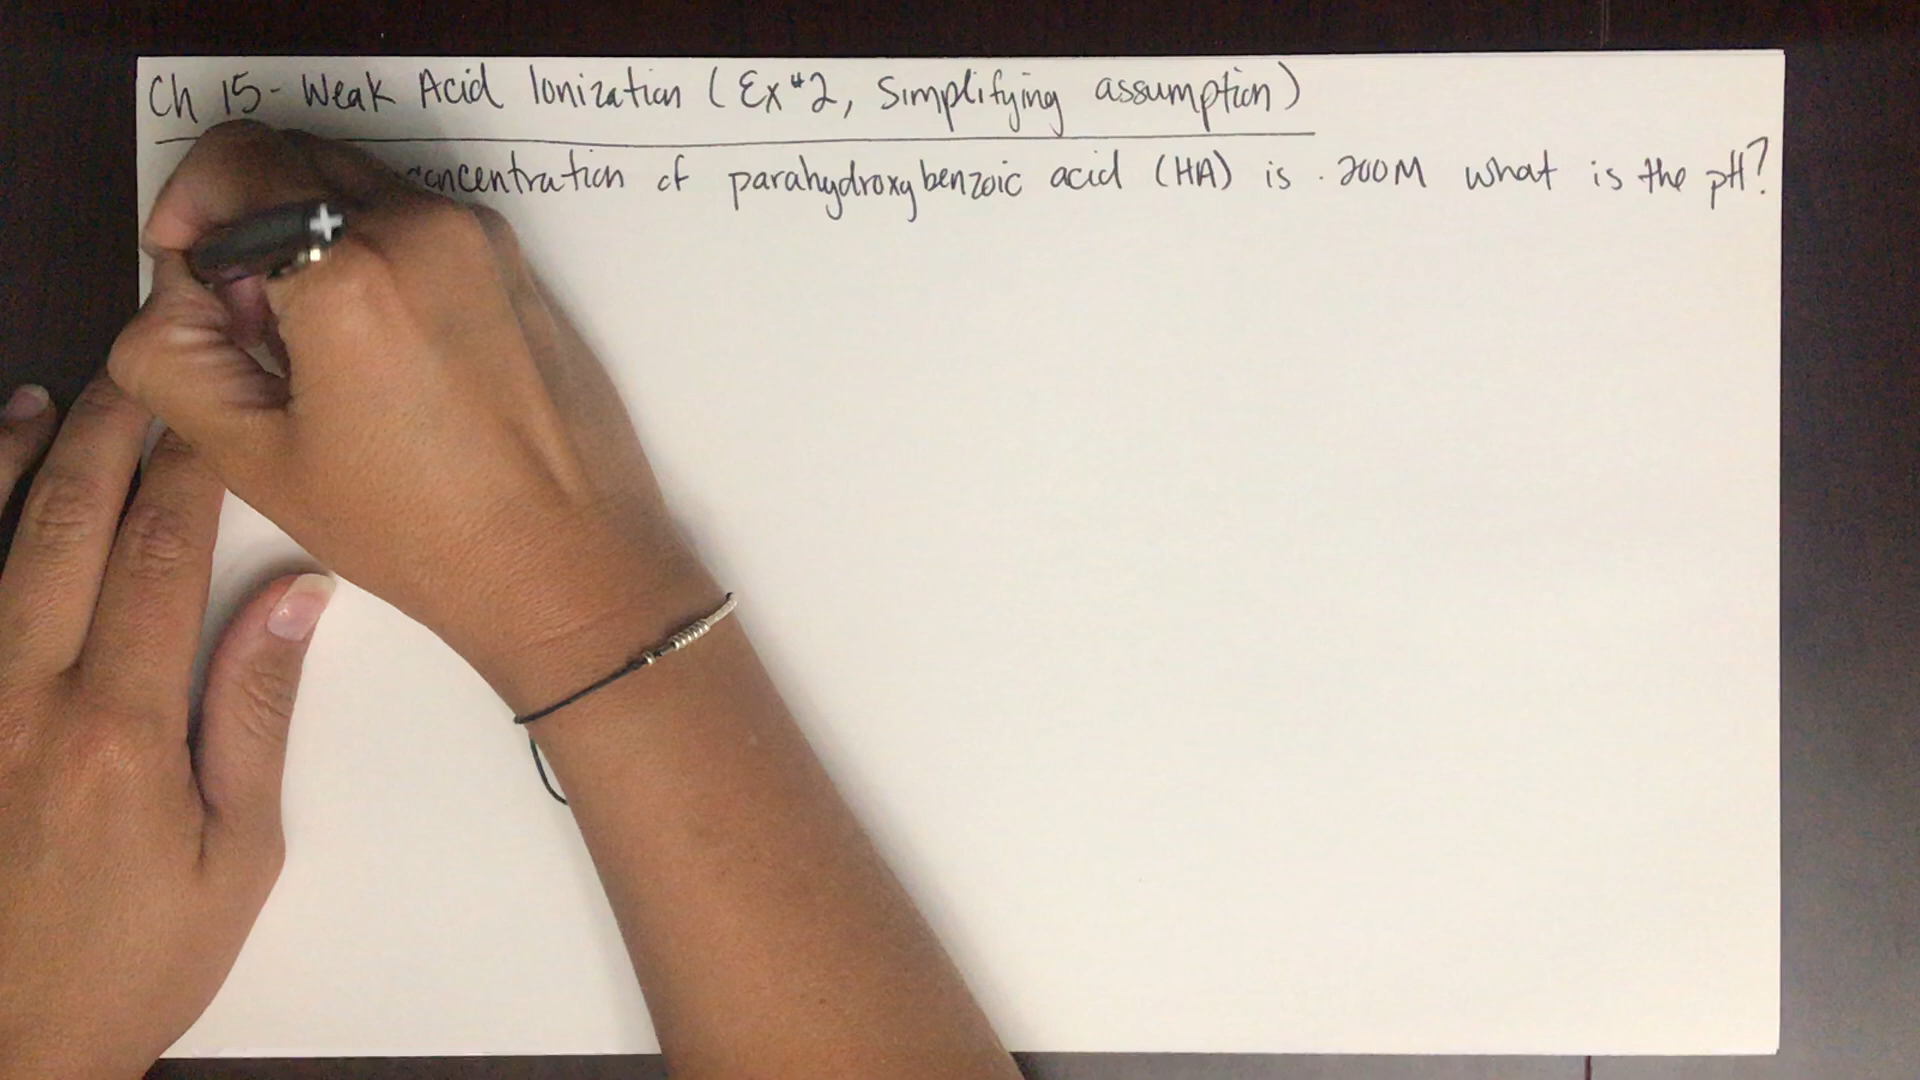 Ch 15- Weak Acid Ionization (Ex #2, Simplifying assumption)
concentration of parahydroxybenzoic acid (HA) is .200M what is the pH?